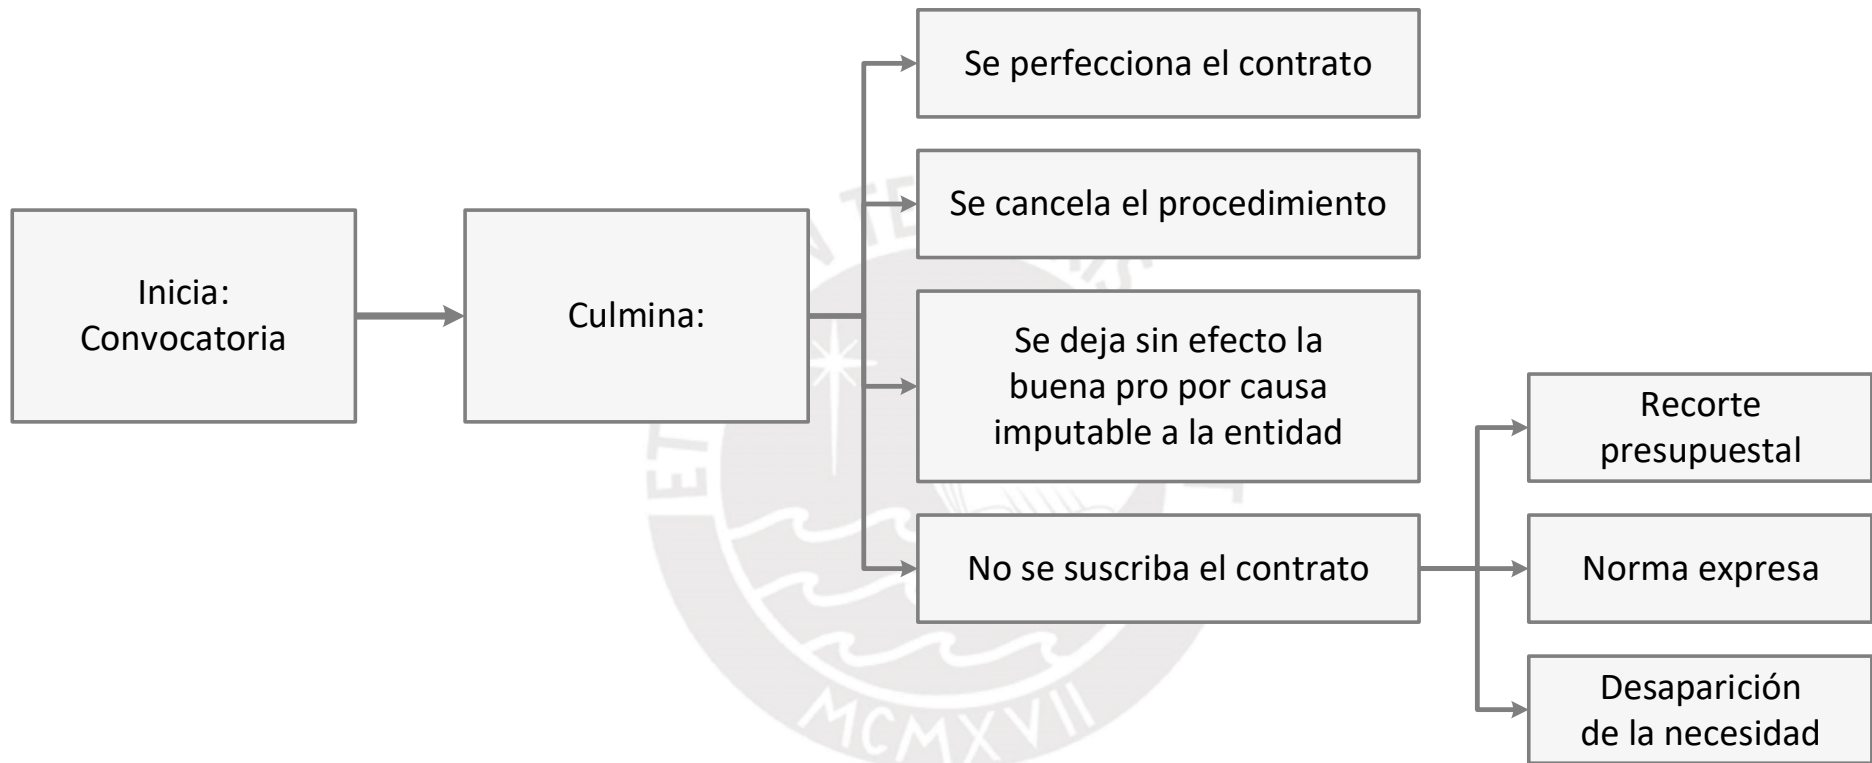 Inicia:
Convocatoria
Culmina:
Se perfecciona el contrato
Se cancela el procedimiento
Se deja sin efecto la
buena pro por causa
imputable a la entidad
No se suscriba el contrato
Recorte
presupuestal
Norma expresa
Desaparición
de la necesidad
ET
MCMXVII